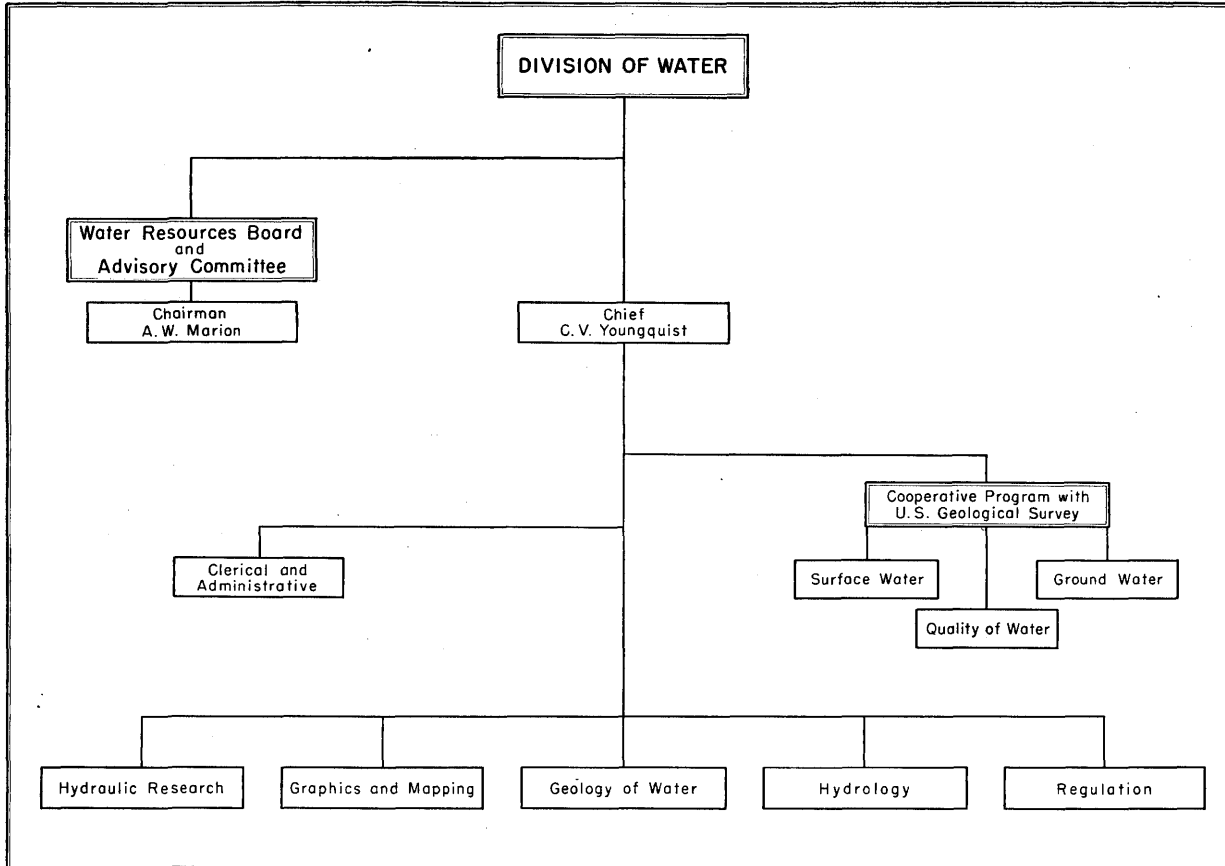 DIVISION OF WATER
Water Resources Board
and
Advisory Committee
Chairman
A.W. Marion
Chief
C.V. Youngquist
Cooperative Program with
U.S. Geological Survey
Clerical and
Administrative
Surface Water
Ground Water
Quality of Water
Hydraulic Research
Graphics and Mapping
Geology of Water
Hydrology
Regulation